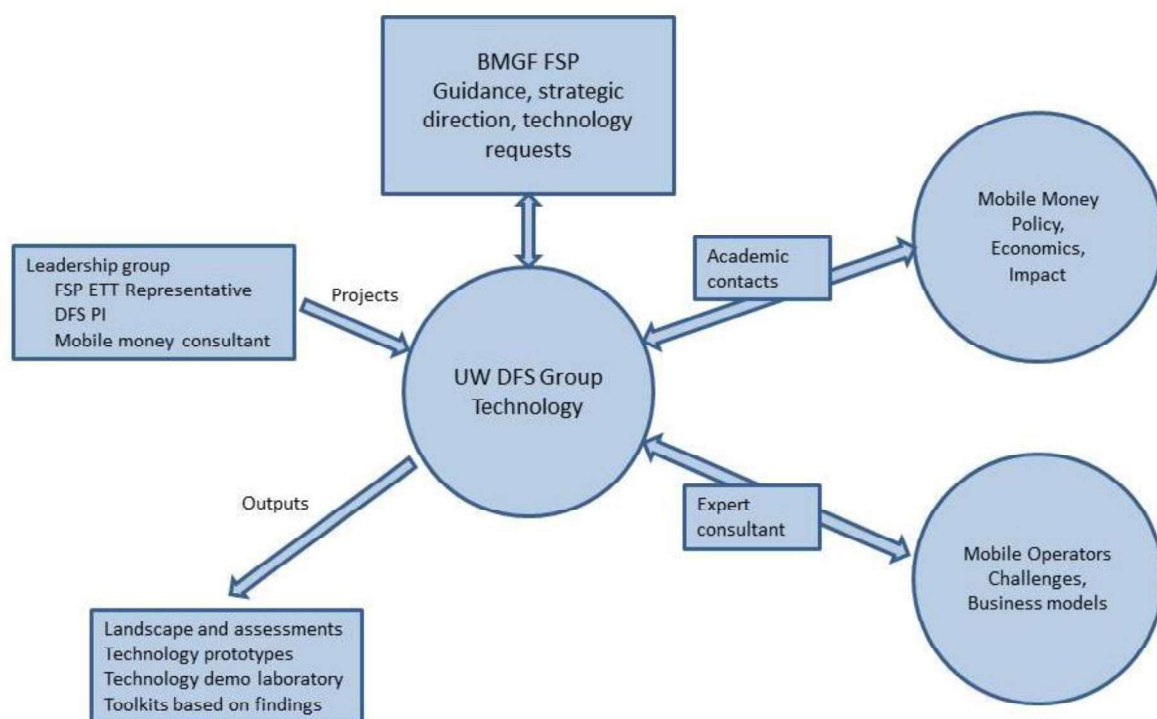 BMGF FSP
Guidance, strategic
direction, technology
requests
Mobile Money
Policy,
Economics,
Impact
Academic
contacts
Leadership group
FSP ETT Representative
DFS PI
Mobile money consultant
Projects
UW DFS Group
Technology
Outputs
Expert
consultant
Mobile Operators
Challenges,
Business models
Landscape and assessments
Technology prototypes
Technology demo laboratory
Toolkits based on findings